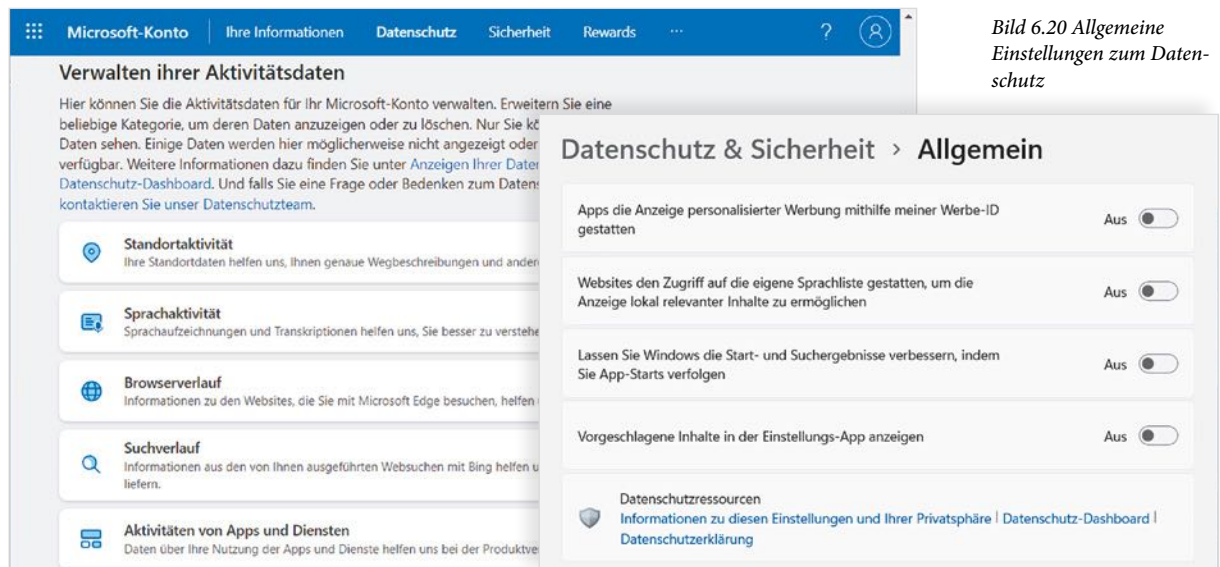 Microsoft-Konto Ihre Informationen Datenschutz Sicherheit Rewards ... ?
Verwalten ihrer Aktivitätsdaten
Hier können Sie die Aktivitätsdaten für Ihr Microsoft-Konto verwalten. Erweitern Sie eine
beliebige Kategorie, um deren Daten anzuzeigen oder zu löschen. Nur Sie kö
Daten sehen. Einige Daten werden hier möglicherweise nicht angezeigt oder
verfügbar. Weitere Informationen dazu finden Sie unter Anzeigen Ihrer Daten
Datenschutz-Dashboard. Und falls Sie eine Frage oder Bedenken zum Datens
kontaktieren Sie unser Datenschutzteam.
Standortaktivität
Ihre Standortdaten helfen uns, Ihnen genaue Wegbeschreibungen und ander
Sprachaktivität
Sprachaufzeichnungen und Transkriptionen helfen uns, Sie besser zu verstehe
Browserverlauf
Informationen zu den Websites, die Sie mit Microsoft Edge besuchen, helfen
Suchverlauf
Informationen aus den von Ihnen ausgeführten Websuchen mit Bing helfen u
liefern.
Aktivitäten von Apps und Diensten
Daten über Ihre Nutzung der Apps und Dienste helfen uns bei der Produktve
Bild 6.20 Allgemeine
Einstellungen zum Daten-
schutz
Datenschutz & Sicherheit > Allgemein
Apps die Anzeige personalisierter Werbung mithilfe meiner Werbe-ID
gestatten
Aus
Websites den Zugriff auf die eigene Sprachliste gestatten, um die
Anzeige lokal relevanter Inhalte zu ermöglichen
Aus
Lassen Sie Windows die Start- und Suchergebnisse verbessern, indem
Sie App-Starts verfolgen
Aus
Vorgeschlagene Inhalte in der Einstellungs-App anzeigen
Aus
Datenschutzressourcen
Informationen zu diesen Einstellungen und Ihrer Privatsphäre | Datenschutz-Dashboard |
Datenschutzerklärung